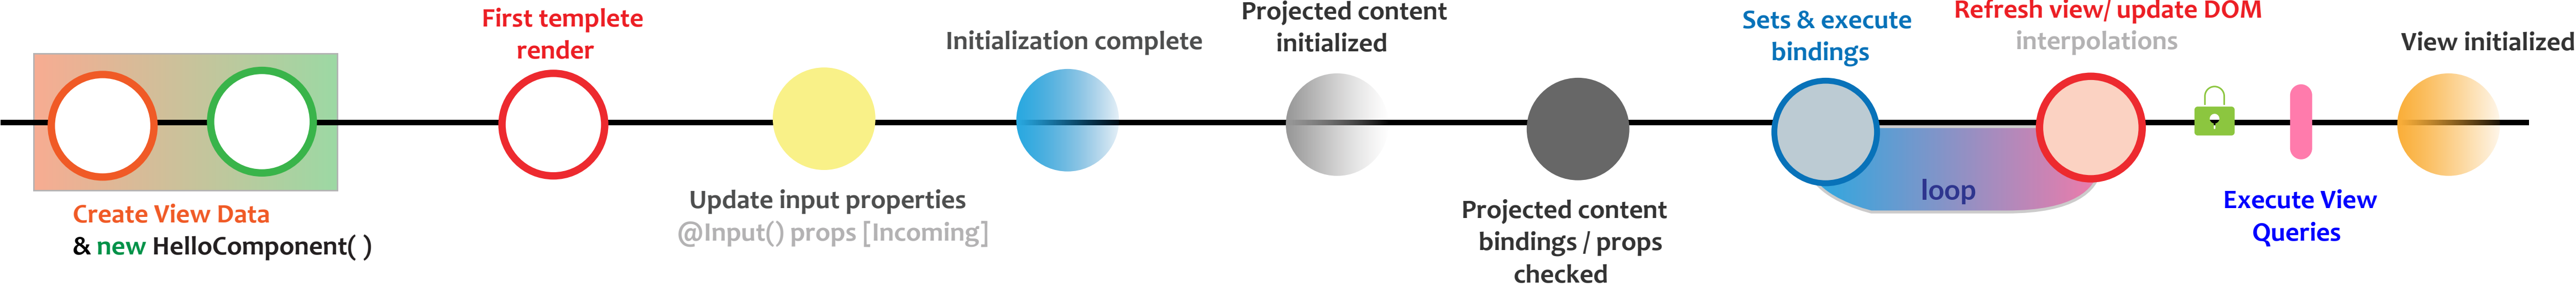 Create View Data
& new HelloComponent( )
First templete
render
Update input properties
@Input() props [Incoming]
Initialization complete
Projected content
initialized
Projected content
bindings / props
checked
Sets & execute
bindings
loop
Refresh view/ update DOM
interpolations
Execute View
Queries
View initialized